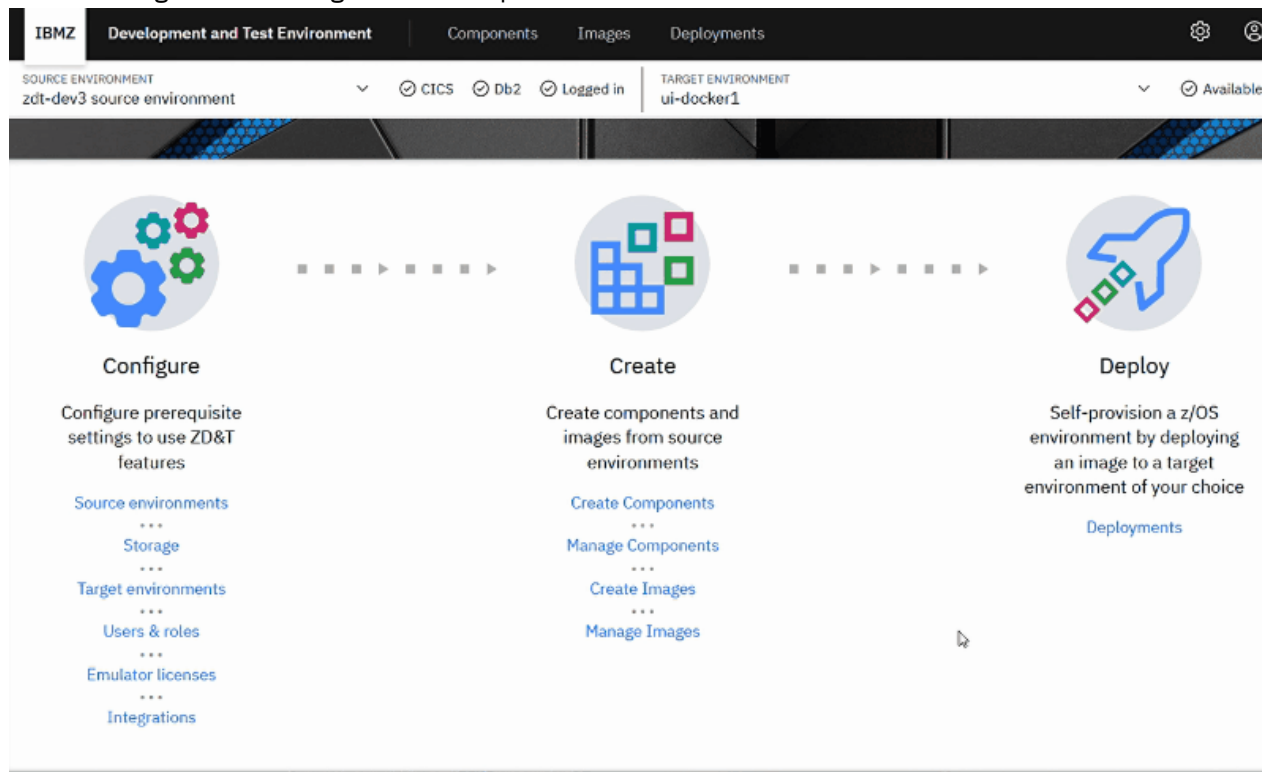 IBMZ Development and Test Environment Components Images Deployments
SOURCE ENVIRONMENT
zdt-dev3 source environment
CICS Db2 Logged in
TARGET ENVIRONMENT
ui-docker1
Available
Configure
Configure prerequisite
settings to use ZD&T
features
Source environments
Storage
Target environments
Users & roles
Emulator licenses
Integrations
Create
Create components and
images from source
environments
Create Components
Manage Components
Create Images
Manage Images
Deploy
Self-provision a z/OS
environment by deploying
an image to a target
environment of your choice
Deployments